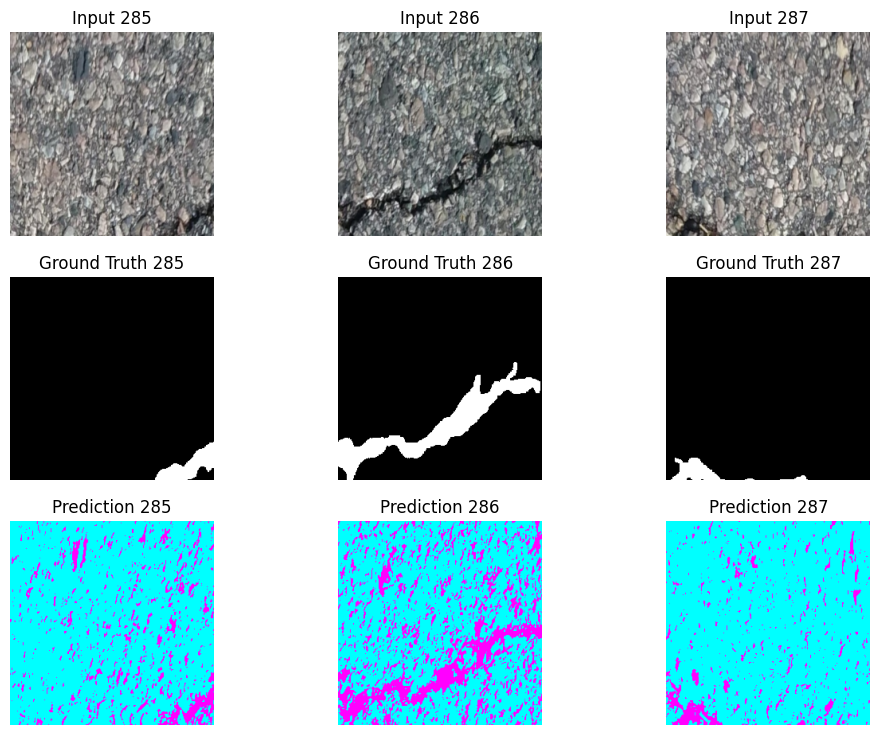 Input 285
Input 286
Input 287
Ground Truth 285
Ground Truth 286
Ground Truth 287
Prediction 285
Prediction 286
Prediction 287